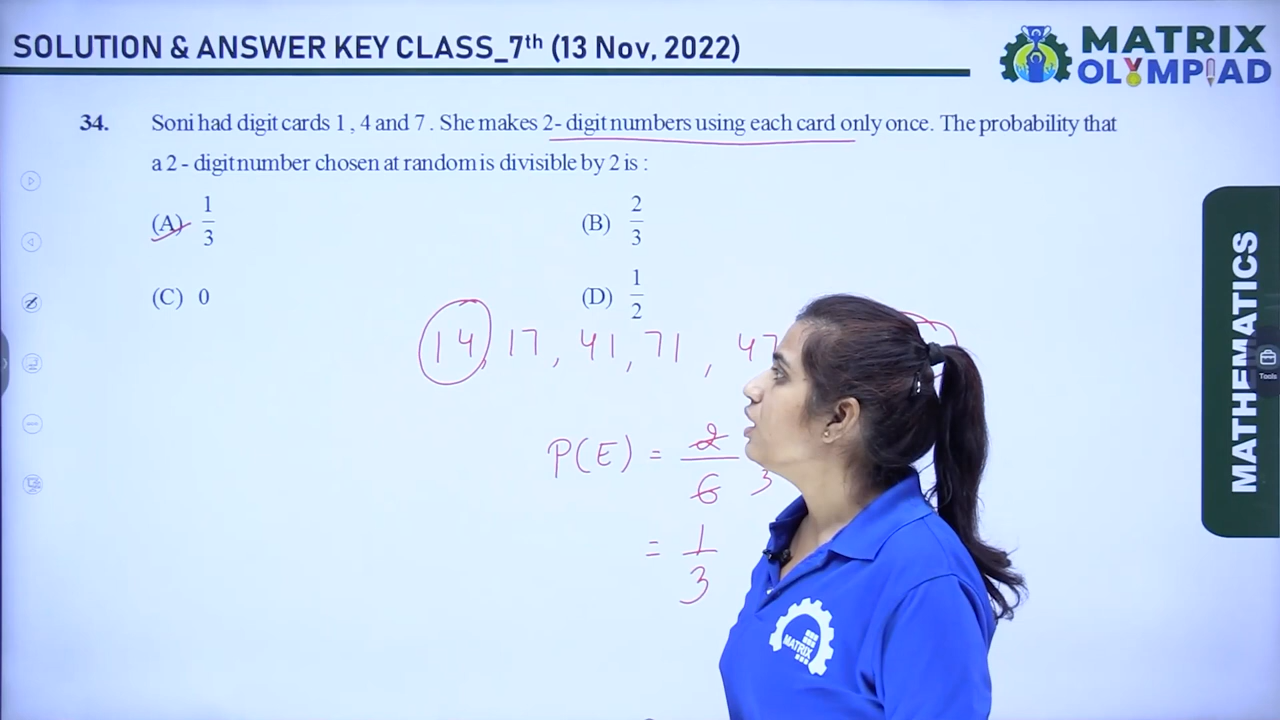 SOLUTION & ANSWER KEY CLASS_7th (13 Nov, 2022)
MATRIX
OLYMPIAD
34. Soni had digit cards 1 , 4 and 7 . She makes 2- digit numbers using each card only once. The probability that
a 2 - digit number chosen at random is divisible by 2 is :
(A) 1/3 (B) 2/3
(C) 0 (D) 1/2
14, 17, 41, 71, 47
P(E) = 2/6 3
= 1/3
MATHEMATICS
Tools
MATRIX